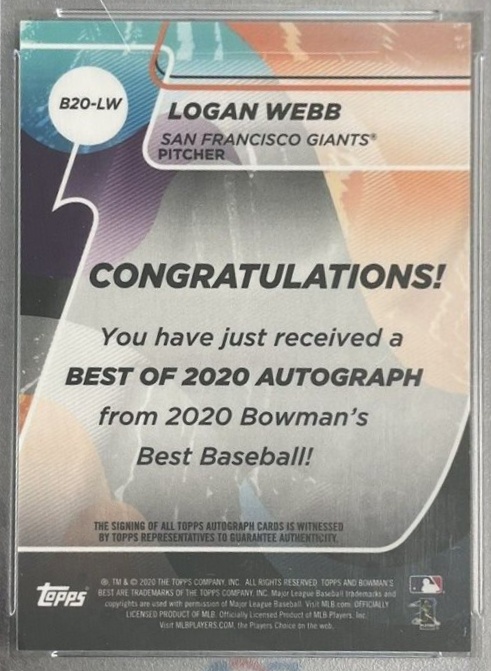 B20-LW
LOGAN WEBB
SAN FRANCISCO GIANTS®
PITCHER
CONGRATULATIONS!
You have just received a
BEST OF 2020 AUTOGRAPH
from 2020 Bowman's
Best Baseball!
THE SIGNING OF ALL TOPPS AUTOGRAPH CARDS IS WITNESSED
BY TOPPS REPRESENTATIVES TO GUARANTEE AUTHENTICITY.
Topps
®, TM & © 2020 THE TOPPS COMPANY, INC. ALL RIGHTS RESERVED. TOPPS AND BOWMAN'S
BEST ARE TRADEMARKS OF THE TOPPS COMPANY, INC. Major League Baseball trademarks and
copyrights are used with permission of Major League Baseball. Visit MLB.com. OFFICIALLY
LICENSED PRODUCT OF MLB. Officially Licensed Product of MLB Players, Inc.
Visit MLBPLAYERS.COM, the Players Choice on the web.